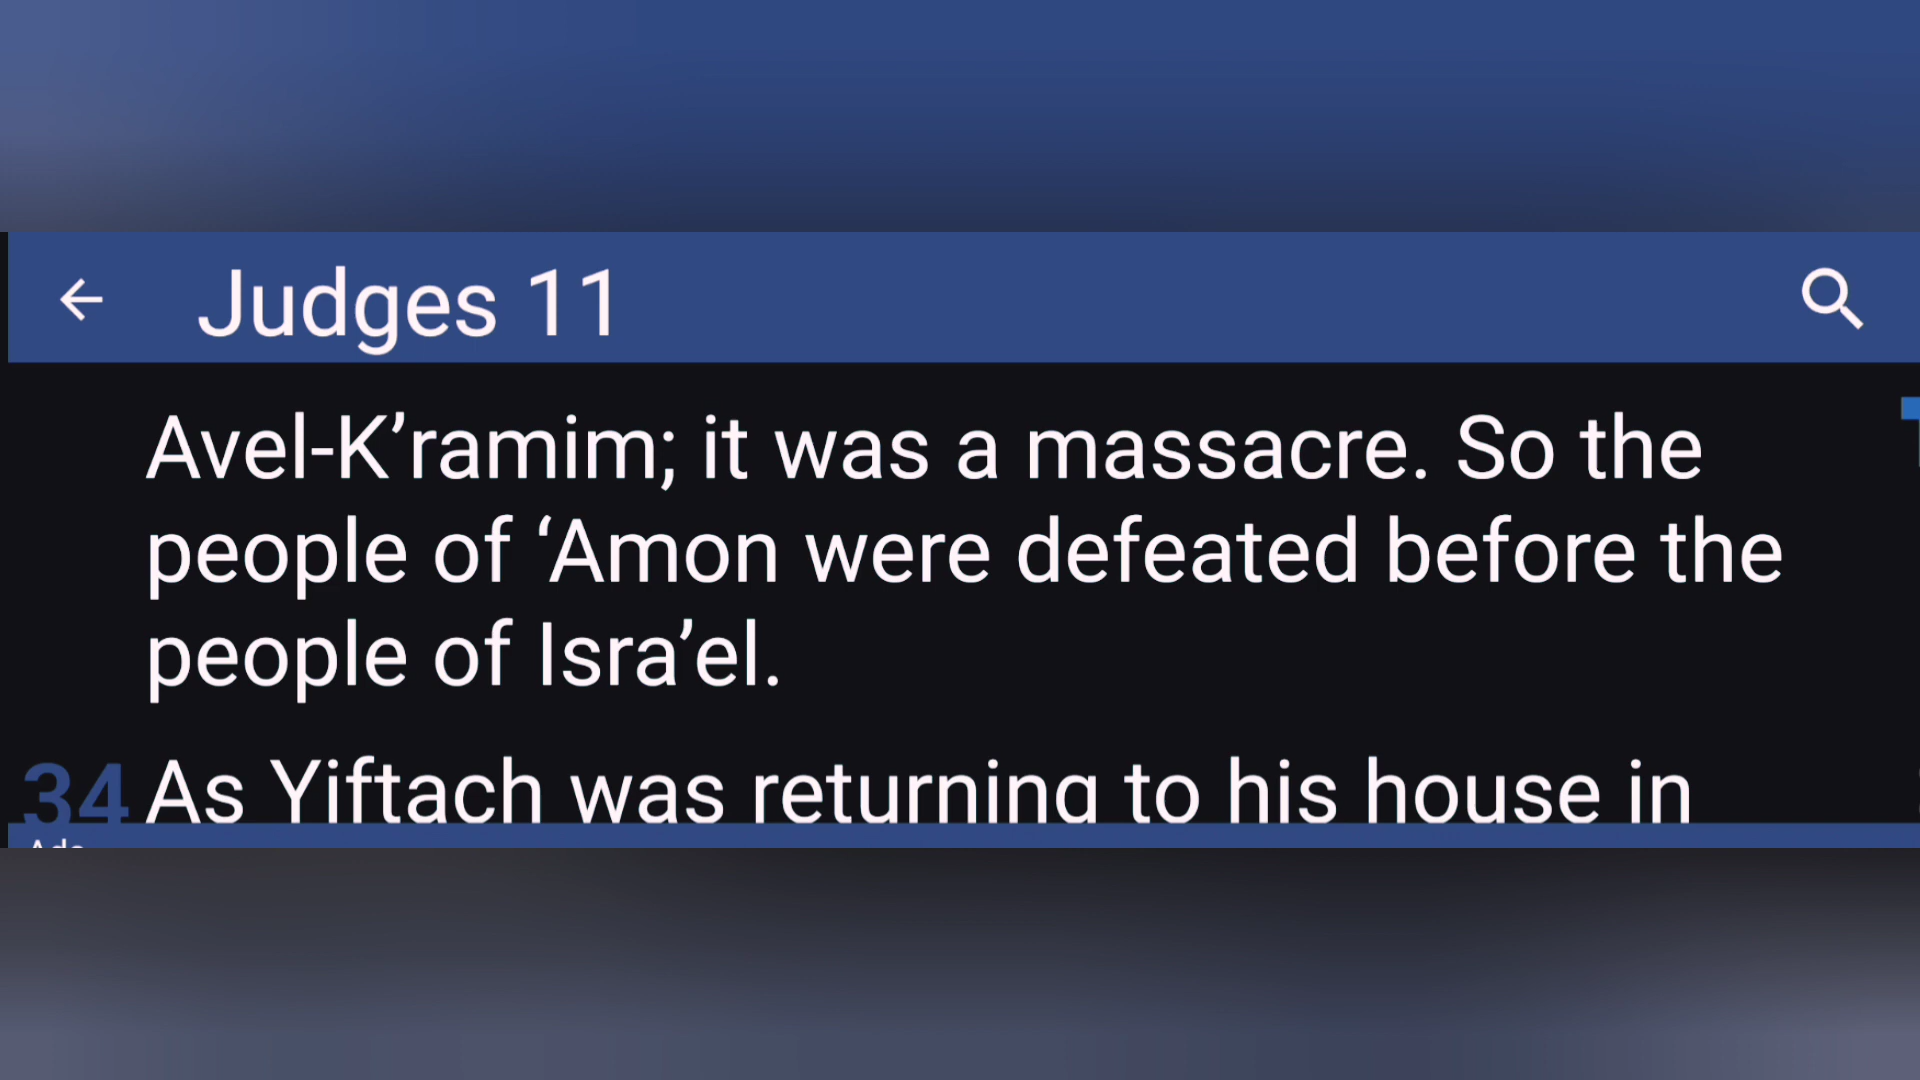 Judges 11
Avel-K’ramim; it was a massacre. So the
people of ‘Amon were defeated before the
people of Isra’el.
34 As Yiftach was returning to his house in
Ads